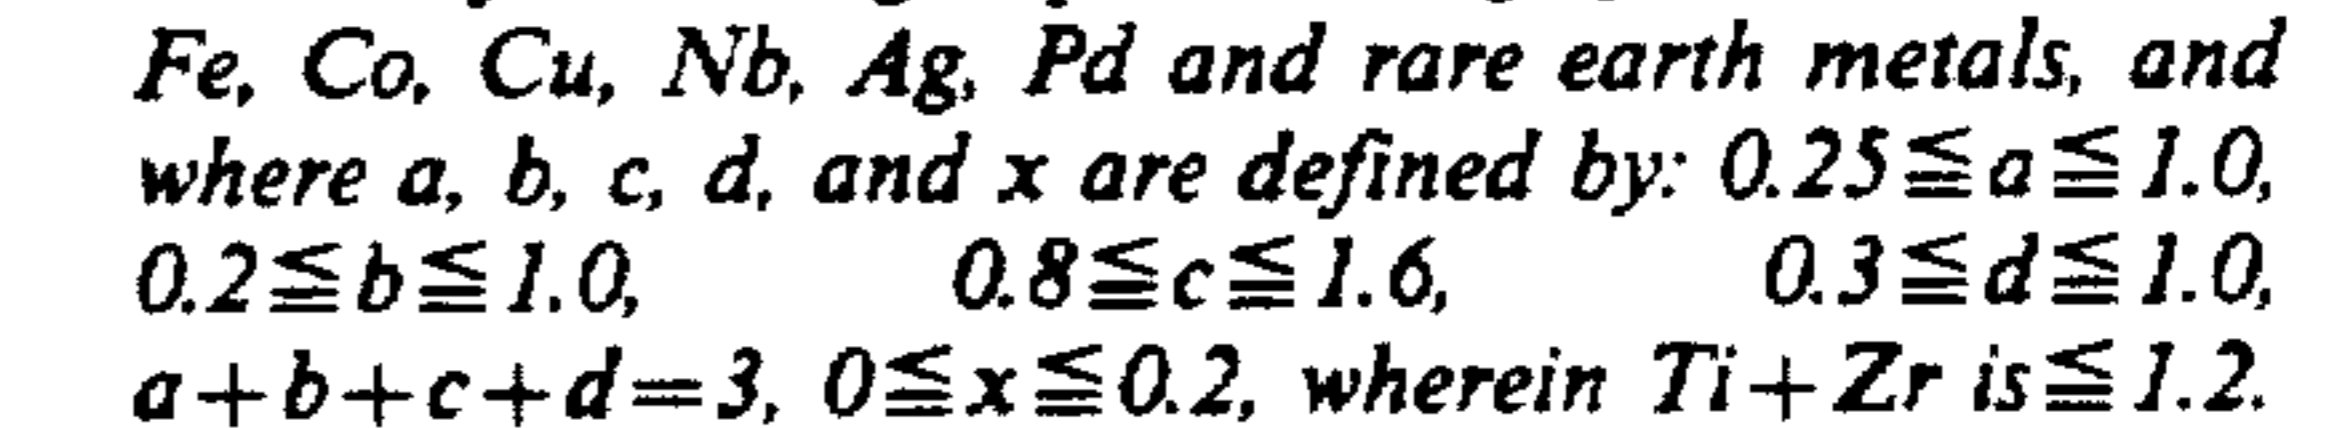 Fe, Co, Cu, Nb, Ag, Pd and rare earth metals, and
where a, b, c, d, and x are defined by: 0.25≦a≦1.0,
0.2≦b≦1.0, 0.8≦c≦1.6, 0.3≦d≦1.0,
a+b+c+d=3, 0≦x≦0.2, wherein Ti+Zr is≦1.2.